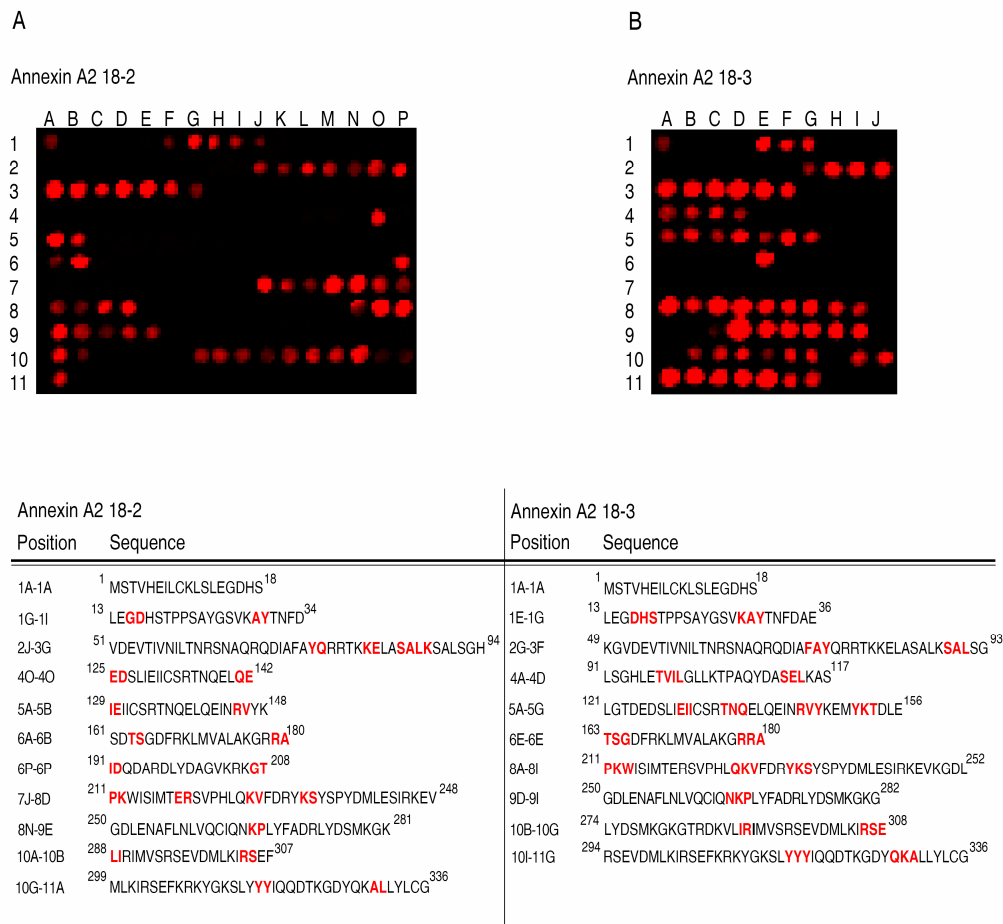 A
B
Annexin A2 18-2
Annexin A2 18-3
A B C D E F G H I J K L M N O P
A B C D E F G H I J
1
2
3
4
5
6
7
8
9
10
11
1
2
3
4
5
6
7
8
9
10
11
Annexin A2 18-2
Position Sequence
1A-1A 1 MSTVHEILCKLSLEGDHS 18
1G-1I 13 LEGDHSTPPSAYGSVKAYTNFD 34
2J-3G 51 VDEVTIVNILTNRSNAQRQDIAFAYQRRTKKELASALKSALSGH 94
4O-4O 125 EDSLIEIICSRTNQELQE 142
5A-5B 129 IEIICSRTNQELQEINRVYK 148
6A-6B 161 SDTSGDFRKLMVALAKGRRA 180
6P-6P 191 IDQDARDLYDAGVKRKGT 208
7J-8D 211 PKWISIMTERSVPHLQKVFDRYKSYSPYDMLESIRKEV 248
8N-9E 250 GDLENAFLNLVQCIQNKPLYFADRLYDSMKGK 281
10A-10B 288 LIRIMVSRSEVDMLKIRSEF 307
10G-11A 299 MLKIRSEFKRKYGKSLYYYIQQDTKGDYQKALLYLCG 336
Annexin A2 18-3
Position Sequence
1A-1A 1 MSTVHEILCKLSLEGDHS 18
1E-1G 13 LEGDHSTPPSAYGSVKAYTNFDAE 36
2G-3F 49 KGVDEVTIVNILTNRSNAQRQDIAFAYQRRTKKELASALKSALSG 93
4A-4D 91 LSGHLETVILGLLKTPAQYDASELKAS 117
5A-5G 121 LGTDEDSLIEIICSRTNQELQEINRVYKEMYKTDLE 156
6E-6E 163 TSGDFRKLMVALAKGRRA 180
8A-8I 211 PKWISIMTERSVPHLQKVFDRYKSYSPYDMLESIRKEVKGDL 252
9D-9I 250 GDLENAFLNLVQCIQNKPLYFADRLYDSMKGKG 282
10B-10G 274 LYDSMKGKGTRDKVLIRIMVSRSEVDMLKIRSE 308
10I-11G 294 RSEVDMLKIRSEFKRKYGKSLYYYIQQDTKGDYQKALLYLCG 336